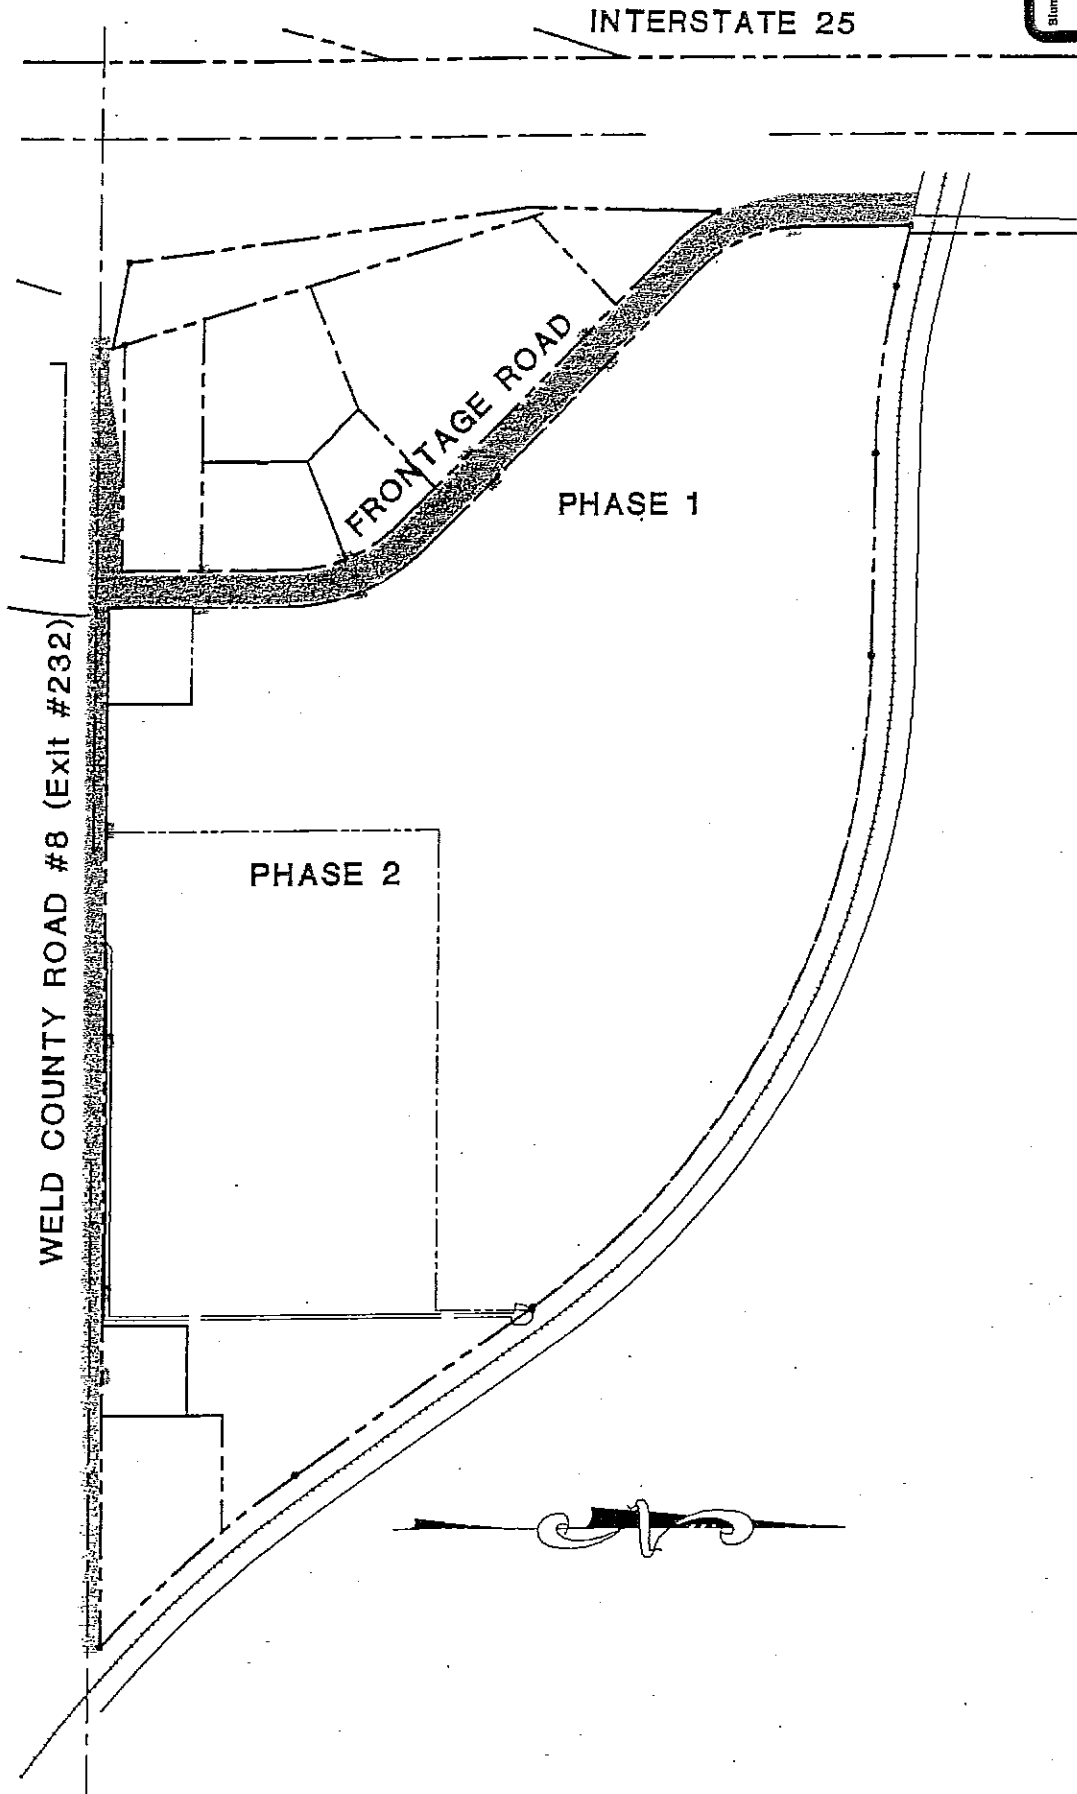 INTERSTATE 25
FRONTAGE ROAD
PHASE 1
WELD COUNTY ROAD #8 (Exit #232)
PHASE 2